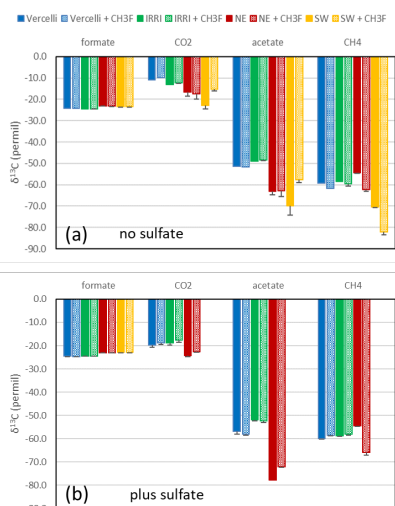 Vercelli Vercelli + CH3F IRRI IRRI + CH3F NE NE + CH3F SW SW + CH3F
formate CO2 acetate CH4
0.0
-10.0
-20.0
-30.0
-40.0
-50.0
-60.0
-70.0
-80.0
-90.0
δ13C (permil)
(a) no sulfate
formate CO2 acetate CH4
0.0
-10.0
-20.0
-30.0
-40.0
-50.0
-60.0
-70.0
-80.0
δ13C (permil)
(b) plus sulfate